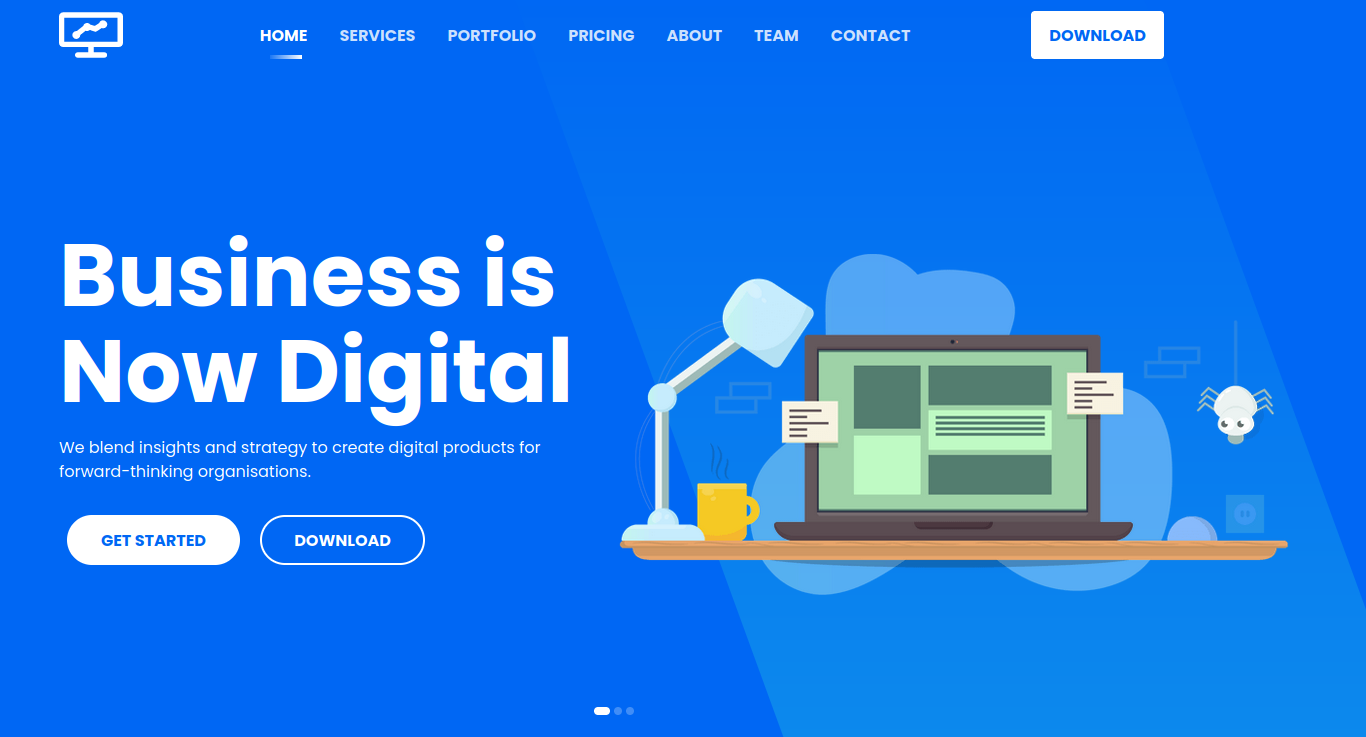 HOME SERVICES PORTFOLIO PRICING ABOUT TEAM CONTACT DOWNLOAD
Business is
Now Digital
We blend insights and strategy to create digital products for
forward-thinking organisations.
GET STARTED DOWNLOAD